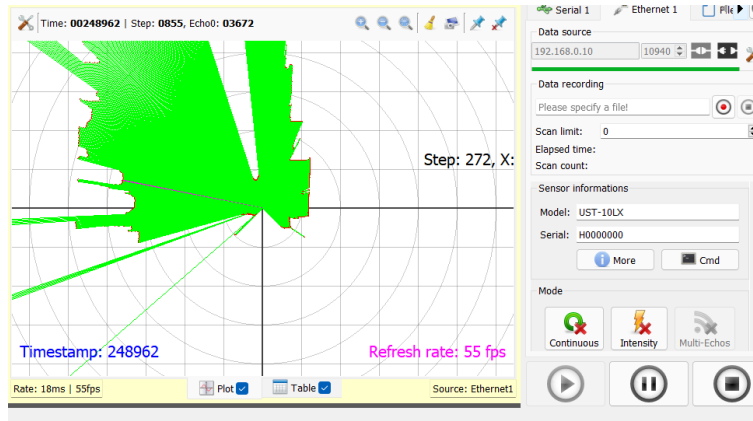 Time: 00248962 | Step: 0855, Echo0: 03672
Step: 272, X:
Timestamp: 248962
Refresh rate: 55 fps
Rate: 18ms | 55fps
Plot
Table
Source: Ethernet1
Serial 1
Ethernet 1
File
Data source
192.168.0.10
10940
Data recording
Please specify a file!
Scan limit: 0
Elapsed time:
Scan count:
Sensor informations
Model: UST-10LX
Serial: H0000000
More
Cmd
Mode
Continuous
Intensity
Multi-Echos